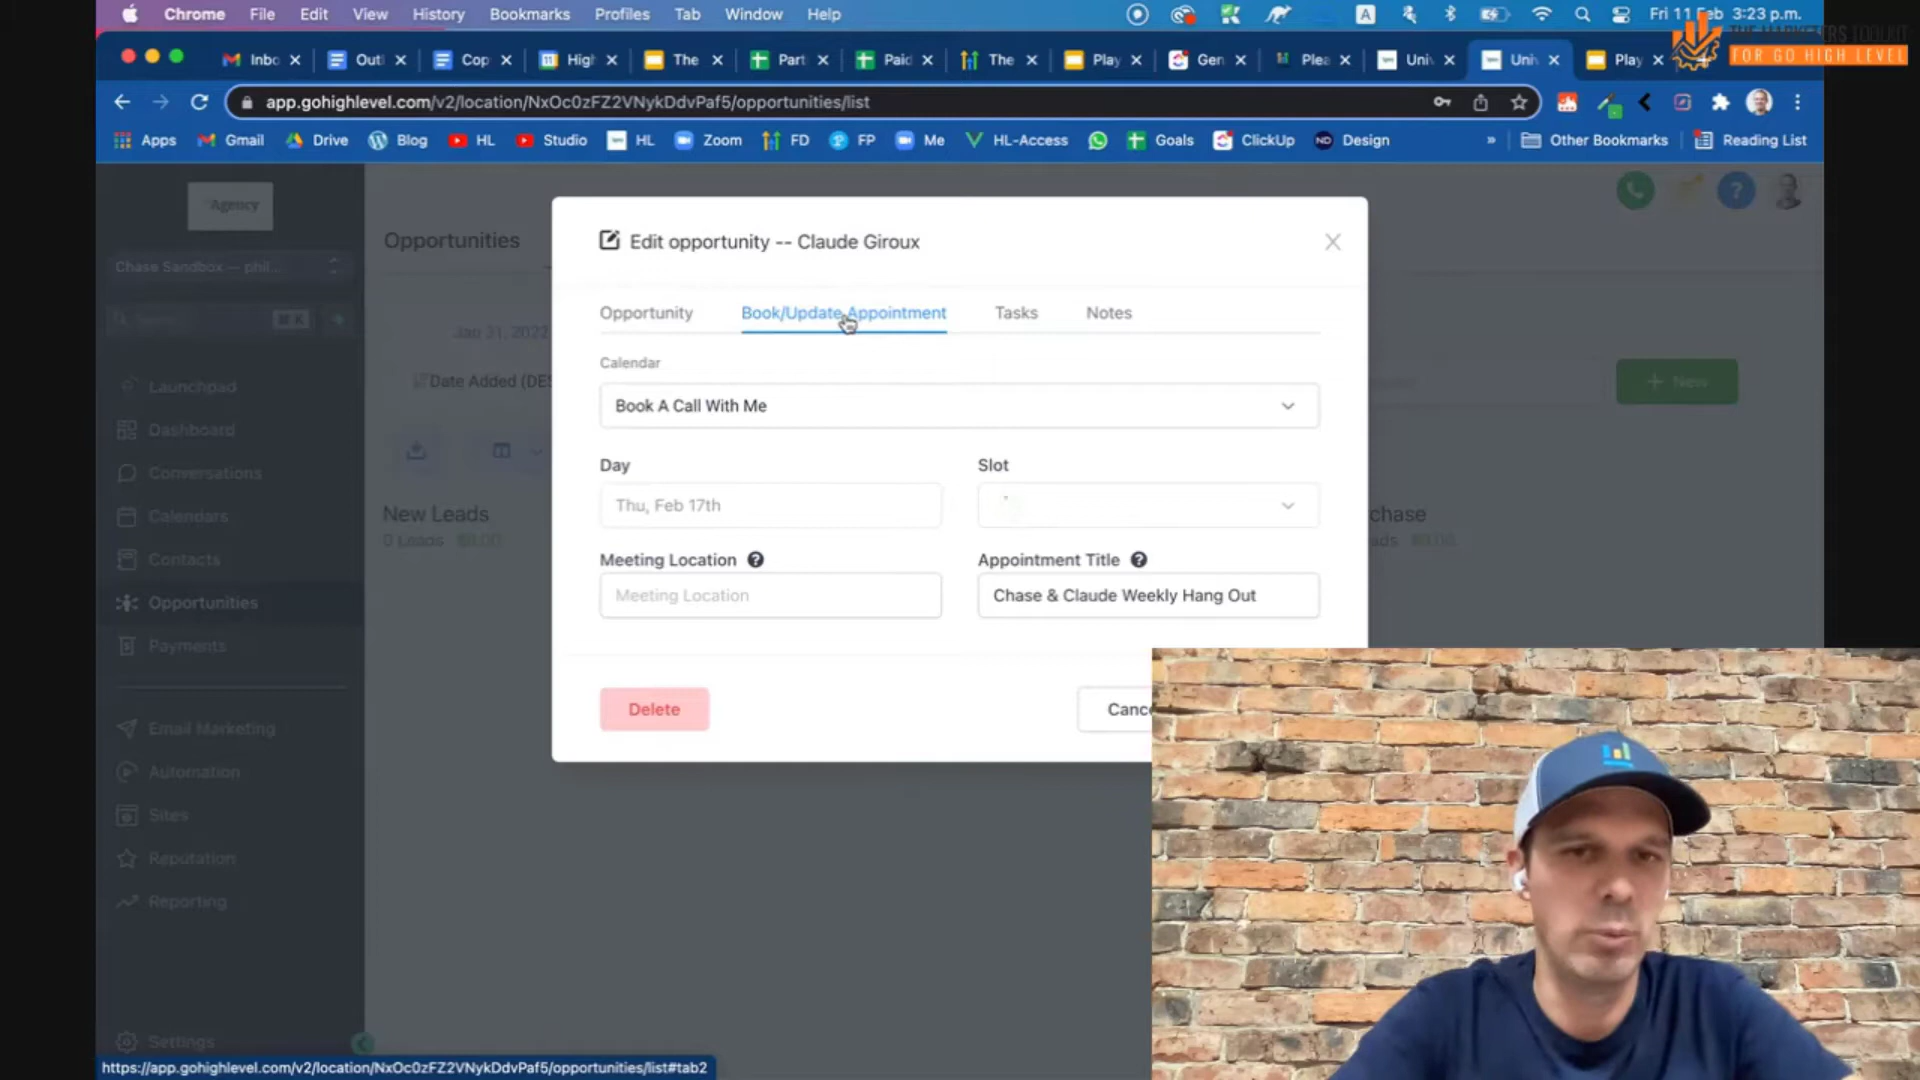 Chrome File Edit View History Bookmarks Profiles Tab Window Help
A
Fri 11 Feb 3:23 p.m.
FOR GO HIGH LEVEL
Inbo Outl Cop High The Part Paid The Play Gen Plea Univ Univ Play
app.gohighlevel.com/v2/location/NxOc0zFZ2VNykDdvPaf5/opportunities/list
Apps Gmail Drive Blog HL Studio HL Zoom FD FP Me HL-Access Goals ClickUp ND Design » Other Bookmarks Reading List
Agency
Chase Sandbox -- phil...
⌘ K
Launchpad
Dashboard
Conversations
Calendars
Contacts
Opportunities
Payments
Email Marketing
Automation
Sites
Reputation
Reporting
Settings
Opportunities
Jan 31, 2022
Date Added (DES
+ New
New Leads
0 Leads
chase
Edit opportunity -- Claude Giroux
Opportunity Book/Update Appointment Tasks Notes
Calendar
Book A Call With Me
Day Slot
Thu, Feb 17th
Meeting Location ? Appointment Title ?
Meeting Location Chase & Claude Weekly Hang Out
Delete Cance
https://app.gohighlevel.com/v2/location/NxOc0zFZ2VNykDdvPaf5/opportunities/list#tab2